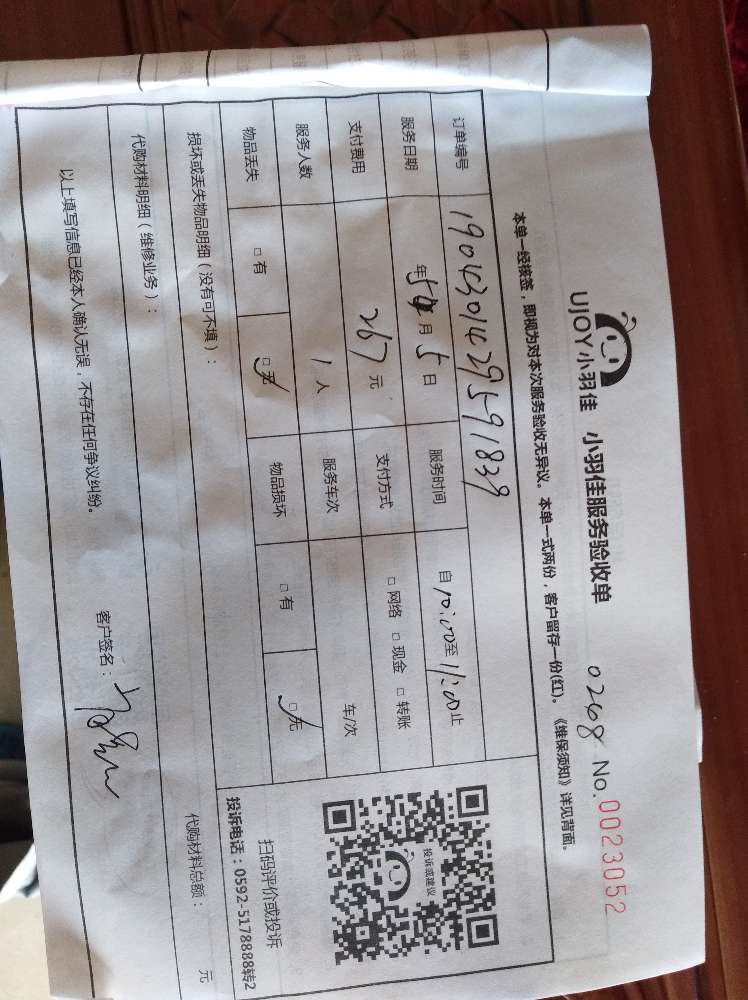 UJOY小羽佳 小羽佳服务验收单 0268 No.0023052
本单一经核签，即视为对本次服务验收无异议。本单一式两份，客户留存一份(红)。《维保须知》详见背面。
订单编号 1904301429591839
服务日期 年5月5日 服务时间 自10:00至11:00止
支付费用 267元 支付方式 □网络 □现金 □转账
服务人数 1人 服务车次 车/次
物品丢失 □有 □无 物品损坏 □有 □无
投诉或建议
扫码评价或投诉
投诉电话：0592-5178888转2
损坏或丢失物品明细（没有可不填）：
代购材料明细（维修业务）： 代购材料总额： 元
以上填写信息已经本人确认无误，不存在任何争议纠纷。 客户签名：